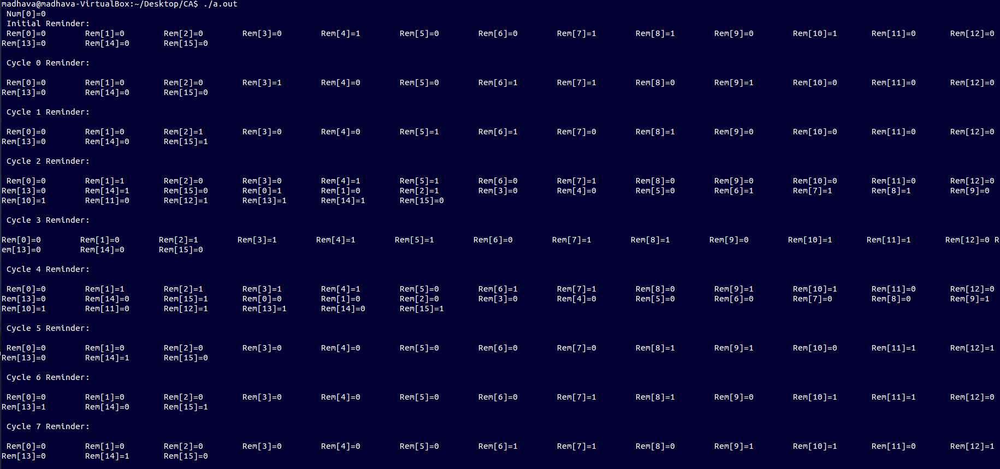 madhava@madhava-VirtualBox:~/Desktop/CA$ ./a.out
Num[0]=0
Initial Reminder:
Rem[0]=0 Rem[1]=0 Rem[2]=0 Rem[3]=0 Rem[4]=1 Rem[5]=0 Rem[6]=0 Rem[7]=1 Rem[8]=1 Rem[9]=0 Rem[10]=1 Rem[11]=0 Rem[12]=0
Rem[13]=0 Rem[14]=0 Rem[15]=0
Cycle 0 Reminder:
Rem[0]=0 Rem[1]=0 Rem[2]=0 Rem[3]=1 Rem[4]=0 Rem[5]=0 Rem[6]=1 Rem[7]=1 Rem[8]=0 Rem[9]=1 Rem[10]=0 Rem[11]=0 Rem[12]=0
Rem[13]=0 Rem[14]=0 Rem[15]=0
Cycle 1 Reminder:
Rem[0]=0 Rem[1]=0 Rem[2]=1 Rem[3]=0 Rem[4]=0 Rem[5]=1 Rem[6]=1 Rem[7]=0 Rem[8]=1 Rem[9]=0 Rem[10]=0 Rem[11]=0 Rem[12]=0
Rem[13]=0 Rem[14]=0 Rem[15]=1
Cycle 2 Reminder:
Rem[0]=0 Rem[1]=1 Rem[2]=0 Rem[3]=0 Rem[4]=1 Rem[5]=1 Rem[6]=0 Rem[7]=1 Rem[8]=0 Rem[9]=0 Rem[10]=0 Rem[11]=0 Rem[12]=0
Rem[13]=0 Rem[14]=1 Rem[15]=0 Rem[0]=1 Rem[1]=0 Rem[2]=1 Rem[3]=0 Rem[4]=0 Rem[5]=0 Rem[6]=1 Rem[7]=1 Rem[8]=1 Rem[9]=0
Rem[10]=1 Rem[11]=0 Rem[12]=1 Rem[13]=1 Rem[14]=1 Rem[15]=0
Cycle 3 Reminder:
Rem[0]=0 Rem[1]=0 Rem[2]=1 Rem[3]=1 Rem[4]=1 Rem[5]=1 Rem[6]=0 Rem[7]=1 Rem[8]=1 Rem[9]=0 Rem[10]=1 Rem[11]=1 Rem[12]=0 R
em[13]=0 Rem[14]=0 Rem[15]=0
Cycle 4 Reminder:
Rem[0]=0 Rem[1]=1 Rem[2]=1 Rem[3]=1 Rem[4]=1 Rem[5]=0 Rem[6]=1 Rem[7]=1 Rem[8]=0 Rem[9]=1 Rem[10]=1 Rem[11]=0 Rem[12]=0
Rem[13]=0 Rem[14]=0 Rem[15]=1 Rem[0]=0 Rem[1]=0 Rem[2]=0 Rem[3]=0 Rem[4]=0 Rem[5]=0 Rem[6]=0 Rem[7]=0 Rem[8]=0 Rem[9]=1
Rem[10]=1 Rem[11]=0 Rem[12]=1 Rem[13]=1 Rem[14]=0 Rem[15]=1
Cycle 5 Reminder:
Rem[0]=0 Rem[1]=0 Rem[2]=0 Rem[3]=0 Rem[4]=0 Rem[5]=0 Rem[6]=0 Rem[7]=0 Rem[8]=1 Rem[9]=1 Rem[10]=0 Rem[11]=1 Rem[12]=1
Rem[13]=0 Rem[14]=1 Rem[15]=0
Cycle 6 Reminder:
Rem[0]=0 Rem[1]=0 Rem[2]=0 Rem[3]=0 Rem[4]=0 Rem[5]=0 Rem[6]=0 Rem[7]=1 Rem[8]=1 Rem[9]=0 Rem[10]=1 Rem[11]=1 Rem[12]=0
Rem[13]=1 Rem[14]=0 Rem[15]=1
Cycle 7 Reminder:
Rem[0]=0 Rem[1]=0 Rem[2]=0 Rem[3]=0 Rem[4]=0 Rem[5]=0 Rem[6]=1 Rem[7]=1 Rem[8]=0 Rem[9]=1 Rem[10]=1 Rem[11]=0 Rem[12]=1
Rem[13]=0 Rem[14]=1 Rem[15]=0